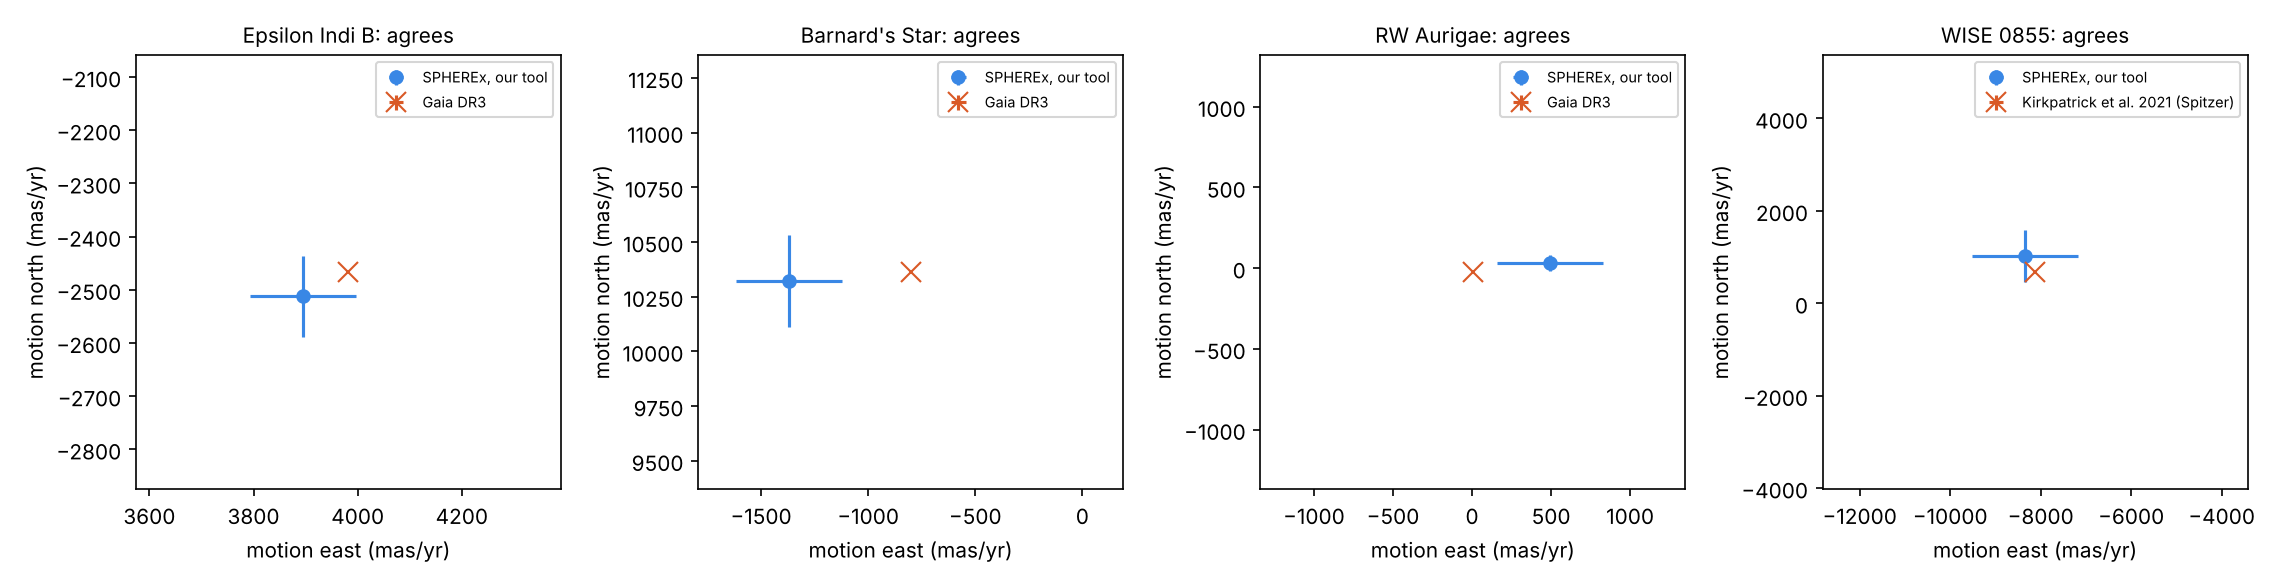 Epsilon Indi B: agrees
SPHEREx, our tool
Gaia DR3
motion north (mas/yr)
−2100
−2200
−2300
−2400
−2500
−2600
−2700
−2800
3600 3800 4000 4200
motion east (mas/yr)
Barnard's Star: agrees
SPHEREx, our tool
Gaia DR3
motion north (mas/yr)
11250
11000
10750
10500
10250
10000
9750
9500
−1500 −1000 −500 0
motion east (mas/yr)
RW Aurigae: agrees
SPHEREx, our tool
Gaia DR3
motion north (mas/yr)
1000
500
0
−500
−1000
−1000 −500 0 500 1000
motion east (mas/yr)
WISE 0855: agrees
SPHEREx, our tool
Kirkpatrick et al. 2021 (Spitzer)
motion north (mas/yr)
4000
2000
0
−2000
−4000
−12000 −10000 −8000 −6000 −4000
motion east (mas/yr)